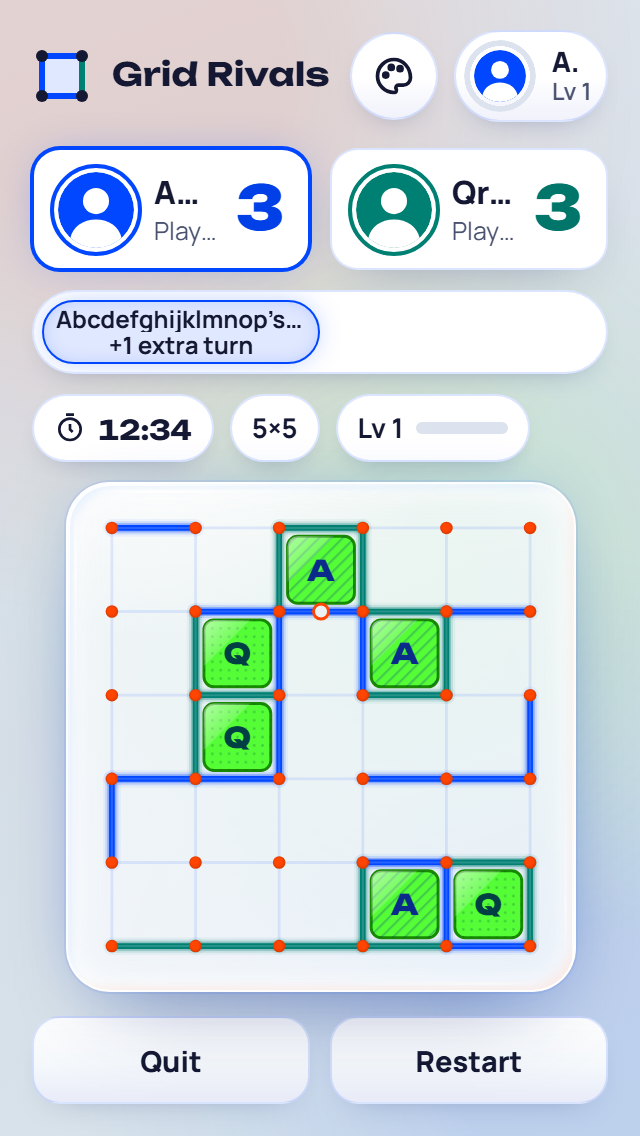 Grid Rivals
A.
Lv 1
A...
Play...
3
Qr...
Play...
3
Abcdefghijklmnop's...
+1 extra turn
12:34
5×5
Lv 1
A
Q
A
Q
A
Q
Quit
Restart